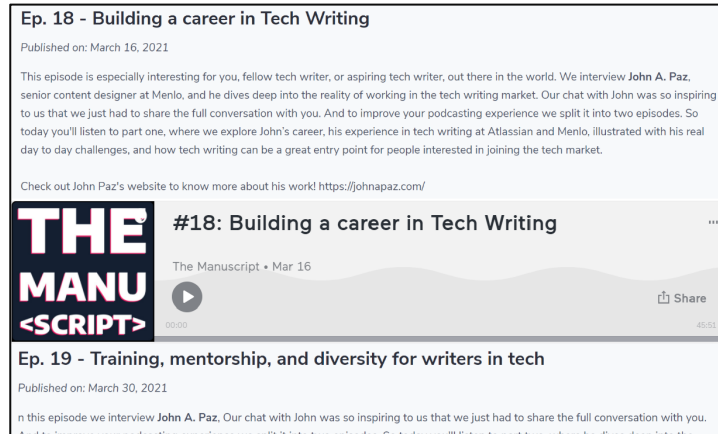 Ep. 18 - Building a career in Tech Writing
Published on: March 16, 2021
This episode is especially interesting for you, fellow tech writer, or aspiring tech writer, out there in the world. We interview John A. Paz,
senior content designer at Menlo, and he dives deep into the reality of working in the tech writing market. Our chat with John was so inspiring
to us that we just had to share the full conversation with you. And to improve your podcasting experience we split it into two episodes. So
today you'll listen to part one, where we explore John's career, his experience in tech writing at Atlassian and Menlo, illustrated with his real
day to day challenges, and how tech writing can be a great entry point for people interested in joining the tech market.
Check out John Paz's website to know more about his work! https://johnapaz.com/
THE
MANU
<SCRIPT>
#18: Building a career in Tech Writing
...
The Manuscript • Mar 16
Share
00:00
45:51
Ep. 19 - Training, mentorship, and diversity for writers in tech
Published on: March 30, 2021
n this episode we interview John A. Paz, Our chat with John was so inspiring to us that we just had to share the full conversation with you.